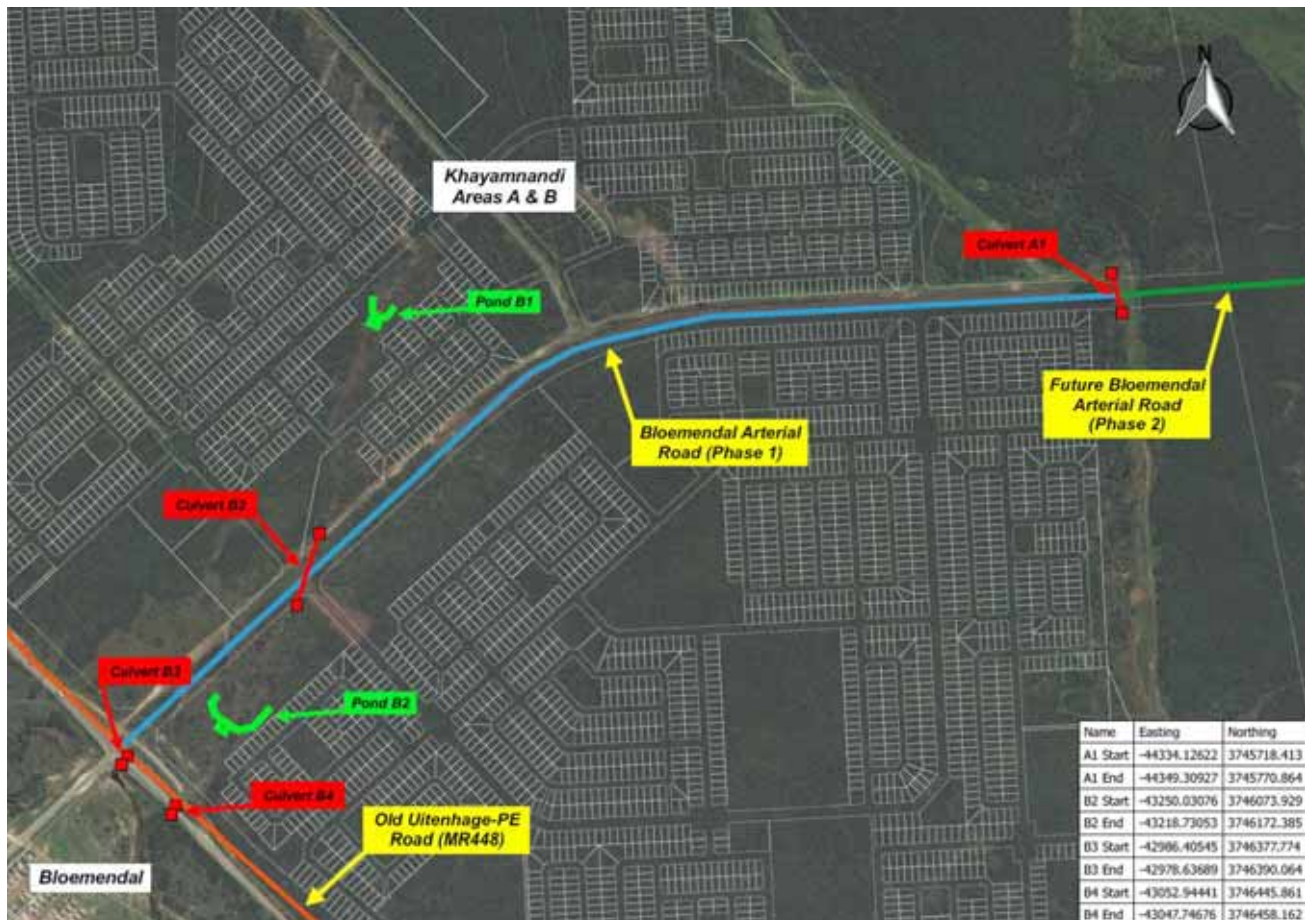 N
Khayamnandi
Areas A & B
Culvert A1
Pond B1
Future Bloemendal
Arterial Road
(Phase 2)
Bloemendal Arterial
Road (Phase 1)
Culvert B2
Culvert B3
Pond B2
Culvert B4
Old Uitenhage-PE
Road (MR448)
Bloemendal
Name Easting Northing
A1 Start -44334.12622 3745718.413
A1 End -44349.30927 3745770.864
B2 Start -43250.03076 3746073.929
B2 End -43218.73053 3746172.385
B3 Start -42986.40545 3746377.774
B3 End -42978.63689 3746390.064
B4 Start -43052.94441 3746445.861
B4 End -43047.74676 3746458.162